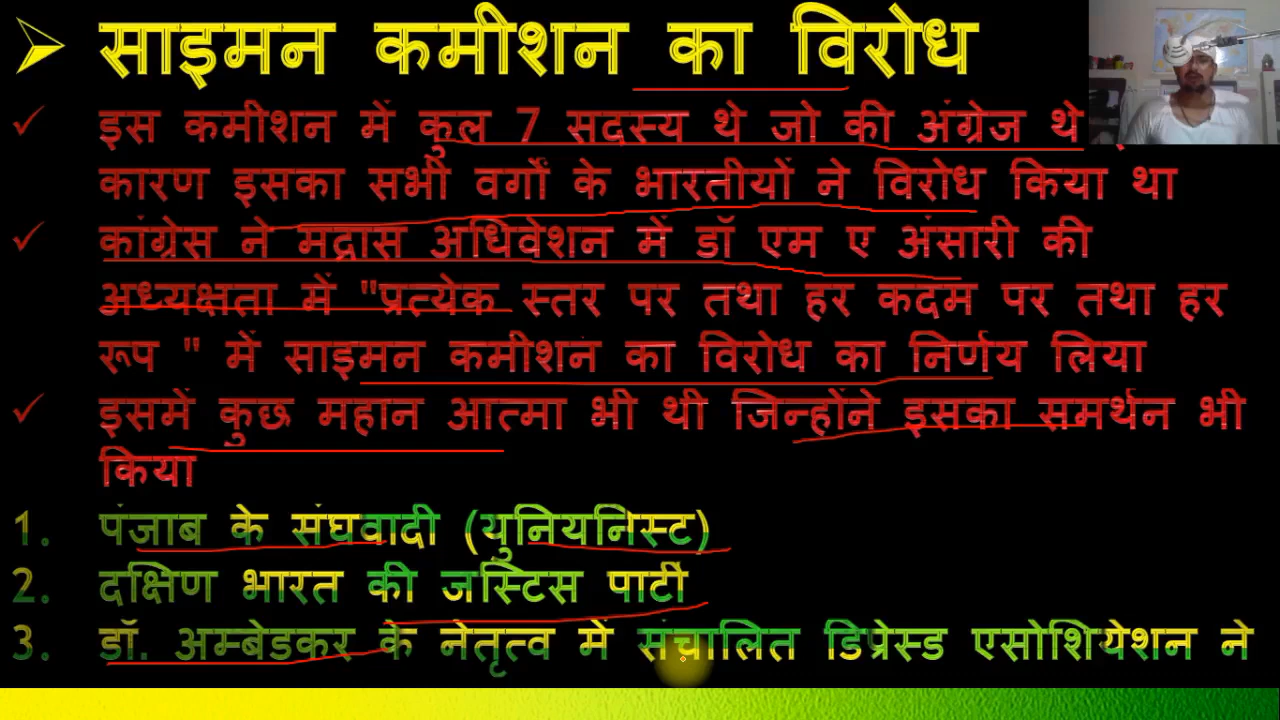 साइमन कमीशन का विरोध
इस कमीशन में कुल 7 सदस्य थे जो की अंग्रेज थे
कारण इसका सभी वर्गों के भारतीयों ने विरोध किया था
कांग्रेस ने मद्रास अधिवेशन में डॉ एम ए अंसारी की
अध्यक्षता में "प्रत्येक स्तर पर तथा हर कदम पर तथा हर
रूप " में साइमन कमीशन का विरोध का निर्णय लिया
इसमें कुछ महान आत्मा भी थी जिन्होंने इसका समर्थन भी
किया
1. पंजाब के संघवादी (युनियनिस्ट)
2. दक्षिण भारत की जस्टिस पार्टी
3. डॉ. अम्बेडकर के नेतृत्व में संचालित डिप्रेस्ड एसोशियेशन ने